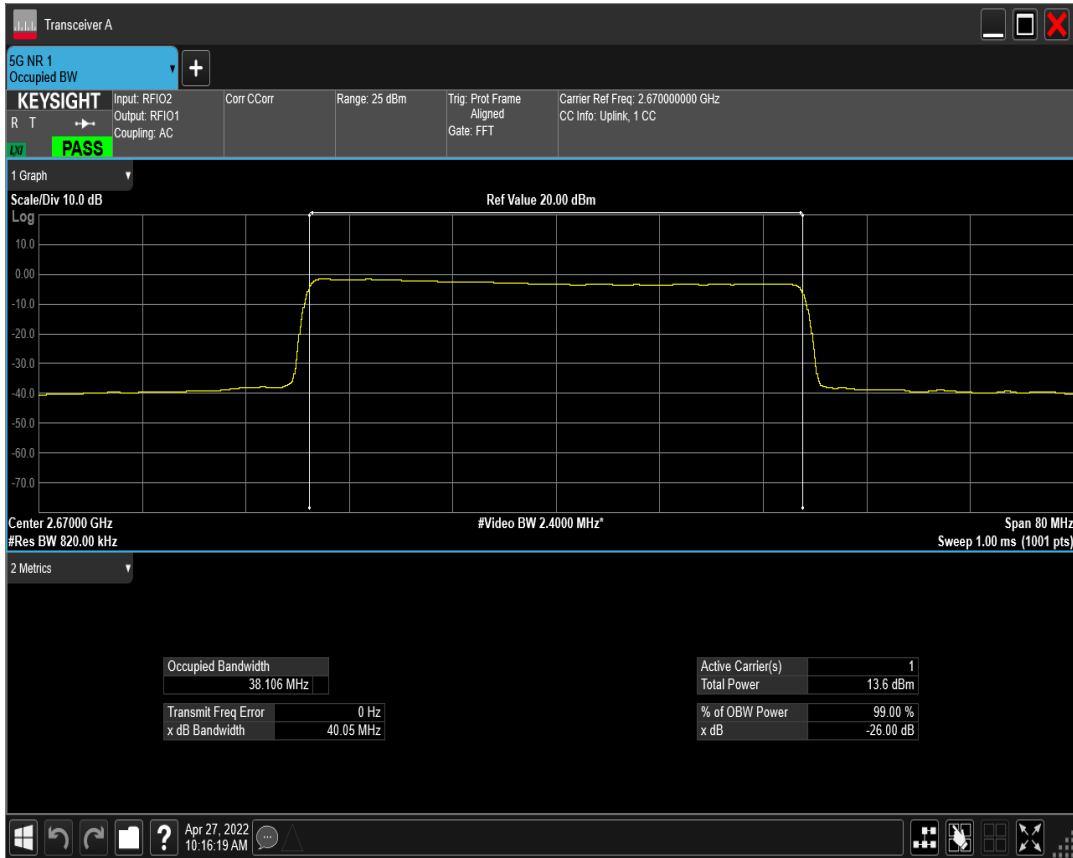 Transceiver A
5G NR 1
Occupied BW
KEYSIGHT
R T
LXI
PASS
Input: RFIO2
Output: RFIO1
Coupling: AC
Corr CCorr
Range: 25 dBm
Trig: Prot Frame
Aligned
Gate: FFT
Carrier Ref Freq: 2.670000000 GHz
CC Info: Uplink, 1 CC
1 Graph
Scale/Div 10.0 dB
Ref Value 20.00 dBm
Log
10.0
0.00
-10.0
-20.0
-30.0
-40.0
-50.0
-60.0
-70.0
Center 2.67000 GHz
#Video BW 2.4000 MHz*
Span 80 MHz
#Res BW 820.00 kHz
Sweep 1.00 ms (1001 pts)
2 Metrics
Occupied Bandwidth
38.106 MHz
Transmit Freq Error 0 Hz
x dB Bandwidth 40.05 MHz
Active Carrier(s) 1
Total Power 13.6 dBm
% of OBW Power 99.00 %
x dB -26.00 dB
?
Apr 27, 2022
10:16:19 AM